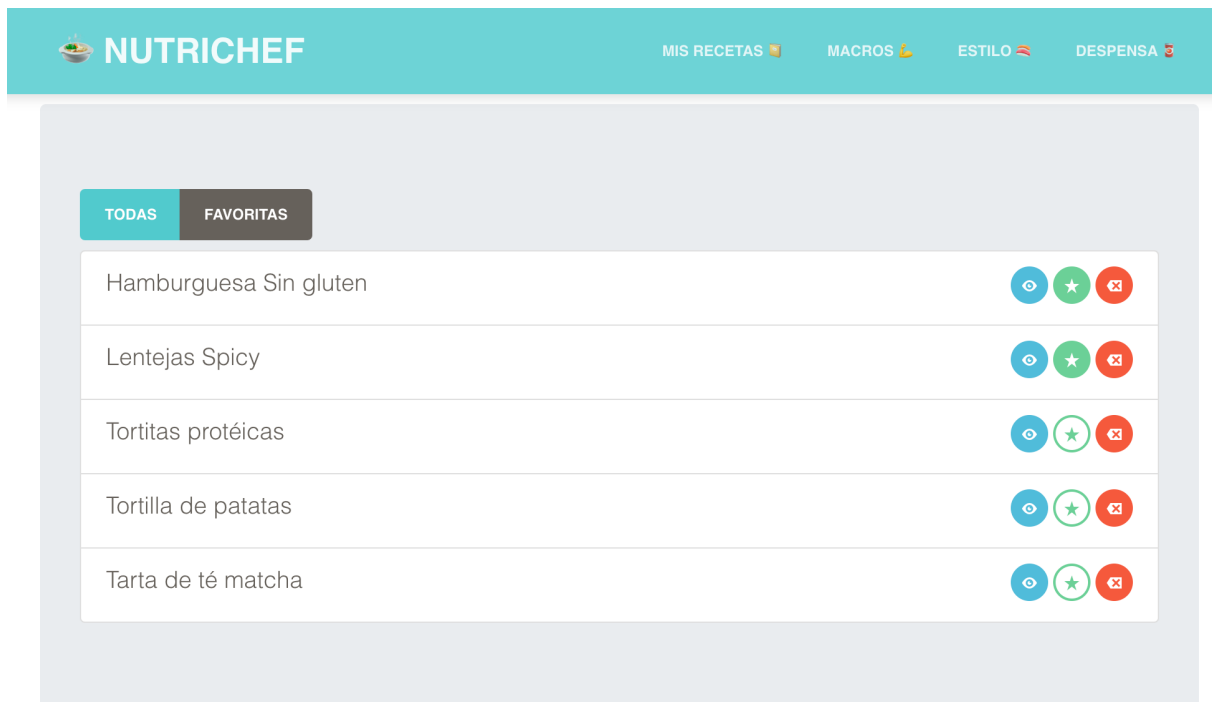 NUTRICHEF
MIS RECETAS MACROS ESTILO DESPENSA
TODAS FAVORITAS
Hamburguesa Sin gluten
Lentejas Spicy
Tortitas protéicas
Tortilla de patatas
Tarta de té matcha